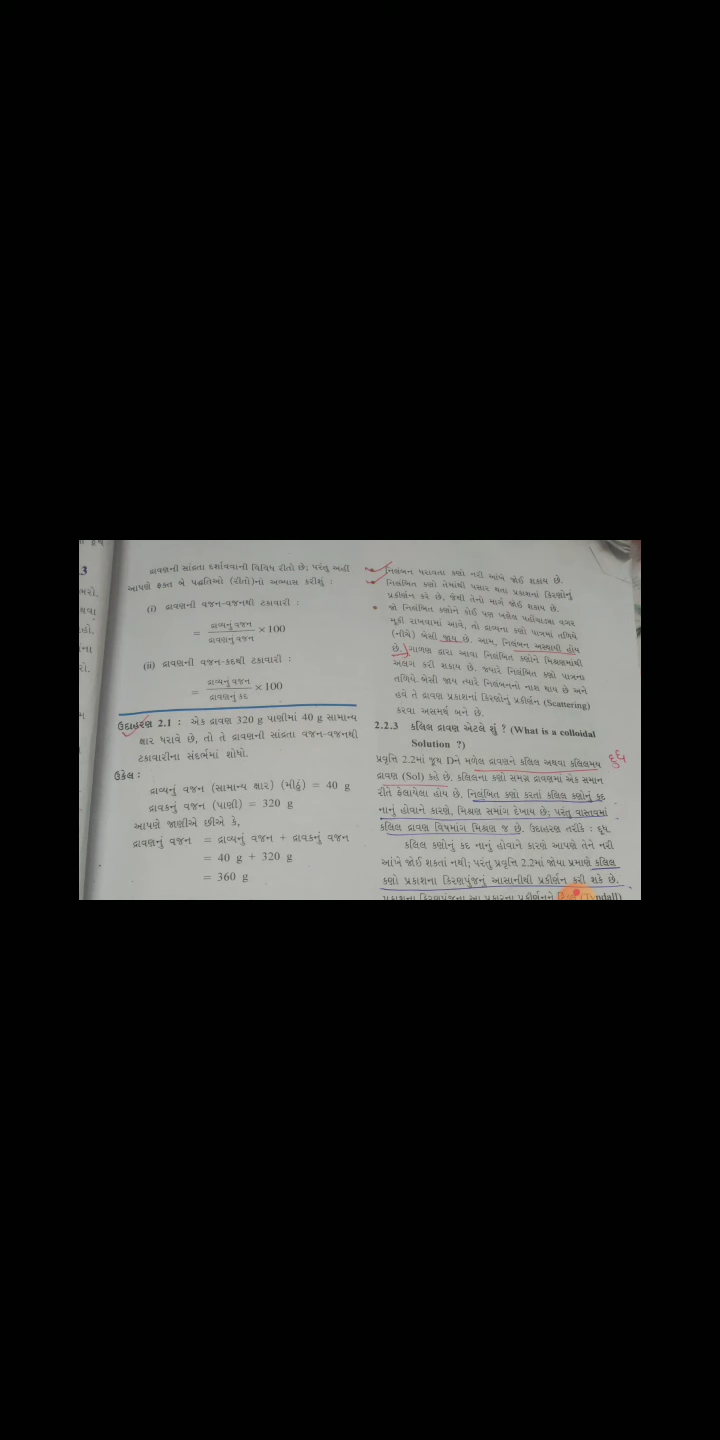 દ્રાવણની સાંદ્રતા દર્શાવવાની વિવિધ રીતો છે; પરંતુ અહીં
આપણે ફક્ત બે પદ્ધતિઓ (રીતો)નો અભ્યાસ કરીશું :
(i) દ્રાવણની વજન-વજનથી ટકાવારી :
= દ્રાવ્યનું વજન / દ્રાવણનું વજન × 100
(ii) દ્રાવણની વજન-કદથી ટકાવારી :
= દ્રાવ્યનું વજન / દ્રાવણનું કદ × 100
ઉદાહરણ 2.1 : એક દ્રાવણ 320 g પાણીમાં 40 g સામાન્ય
ક્ષાર ધરાવે છે, તો તે દ્રાવણની સાંદ્રતા વજન-વજનથી
ટકાવારીના સંદર્ભમાં શોધો.
ઉકેલ :
દ્રાવ્યનું વજન (સામાન્ય ક્ષાર) (મીઠું) = 40 g
દ્રાવકનું વજન (પાણી) = 320 g
આપણે જાણીએ છીએ કે,
દ્રાવણનું વજન = દ્રાવ્યનું વજન + દ્રાવકનું વજન
= 40 g + 320 g
= 360 g
નિલંબન ધરાવતા કણો નરી આંખે જોઈ શકાય છે.
નિલંબિત કણો તેમાંથી પસાર થતા પ્રકાશનાં કિરણોનું
પ્રકીર્ણન કરે છે, જેથી તેનો માર્ગ જોઈ શકાય છે.
• જો નિલંબિત કણોને કોઈ પણ ખલેલ પહોંચાડ્યા વગર
મૂકી રાખવામાં આવે, તો દ્રાવ્યના કણો પાત્રમાં તળિયે
(નીચે) બેસી જાય છે. આમ, નિલંબન અસ્થાયી હોય
છે. ગાળણ દ્વારા આવા નિલંબિત કણોને મિશ્રણમાંથી
અલગ કરી શકાય છે. જ્યારે નિલંબિત કણો પાત્રના
તળિયે બેસી જાય ત્યારે નિલંબનનો નાશ થાય છે અને
હવે તે દ્રાવણ પ્રકાશનાં કિરણોનું પ્રકીર્ણન (Scattering)
કરવા અસમર્થ બને છે.
2.2.3 કલિલ દ્રાવણ એટલે શું ? (What is a colloidal
Solution ?)
પ્રવૃત્તિ 2.2માં જૂથ Dને મળેલ દ્રાવણને કલિલ અથવા કલિલમય
દ્રાવણ (Sol) કહે છે. કલિલના કણો સમગ્ર દ્રાવણમાં એક સમાન
રીતે ફેલાયેલા હોય છે. નિલંબિત કણો કરતાં કલિલ કણોનું કદ
નાનું હોવાને કારણે, મિશ્રણ સમાંગ દેખાય છે; પરંતુ વાસ્તવમાં
કલિલ દ્રાવણ વિષમાંગ મિશ્રણ જ છે. ઉદાહરણ તરીકે : દૂધ
કલિલ કણોનું કદ નાનું હોવાને કારણે આપણે તેને નરી
આંખે જોઈ શકતાં નથી; પરંતુ પ્રવૃત્તિ 2.2માં જોયા પ્રમાણે કલિલ
કણો પ્રકાશના કિરણપુંજનું આસાનીથી પ્રકીર્ણન કરી શકે છે.
પ્રકાશના કિરણપુંજના આ પ્રકારના પ્રકીર્ણનને